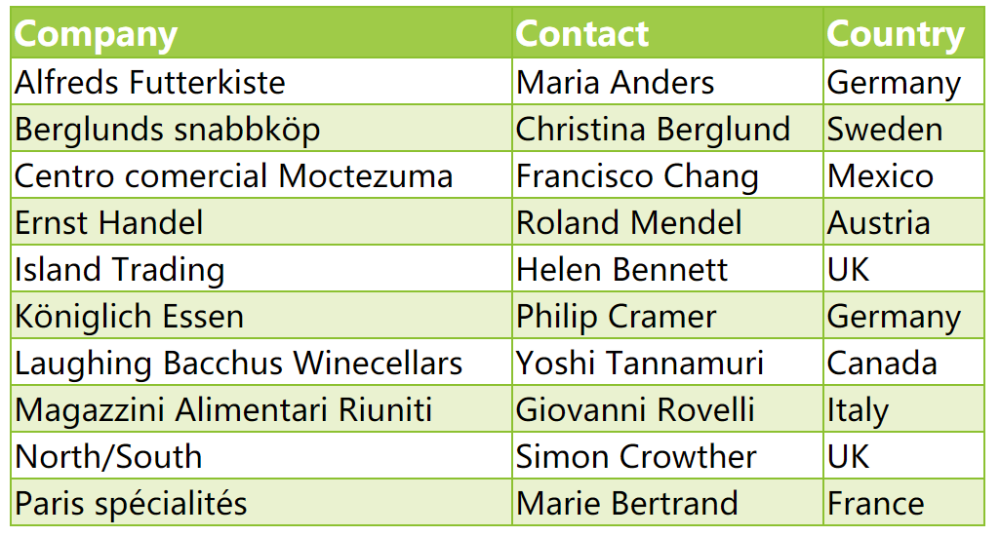 Company Contact Country
Alfreds Futterkiste Maria Anders Germany
Berglunds snabbköp Christina Berglund Sweden
Centro comercial Moctezuma Francisco Chang Mexico
Ernst Handel Roland Mendel Austria
Island Trading Helen Bennett UK
Königlich Essen Philip Cramer Germany
Laughing Bacchus Winecellars Yoshi Tannamuri Canada
Magazzini Alimentari Riuniti Giovanni Rovelli Italy
North/South Simon Crowther UK
Paris spécialités Marie Bertrand France